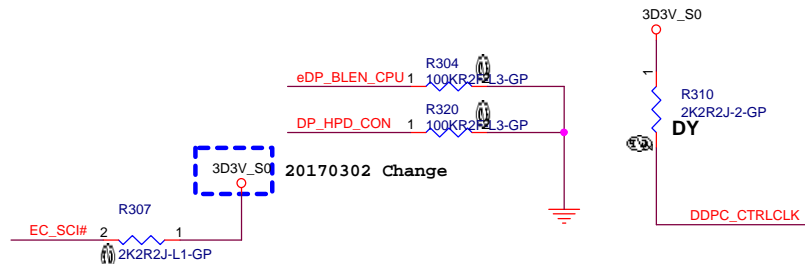 3D3V_S0
R304
eDP_BLEN_CPU 1 100KR2F-L3-GP
1
R320
DP_HPD_CON 1 100KR2F-L3-GP
R310
2K2R2J-2-GP
DY
3D3V_S0 20170302 Change
R307
EC_SCI# 2 1
2K2R2J-L1-GP
DDPC_CTRLCLK